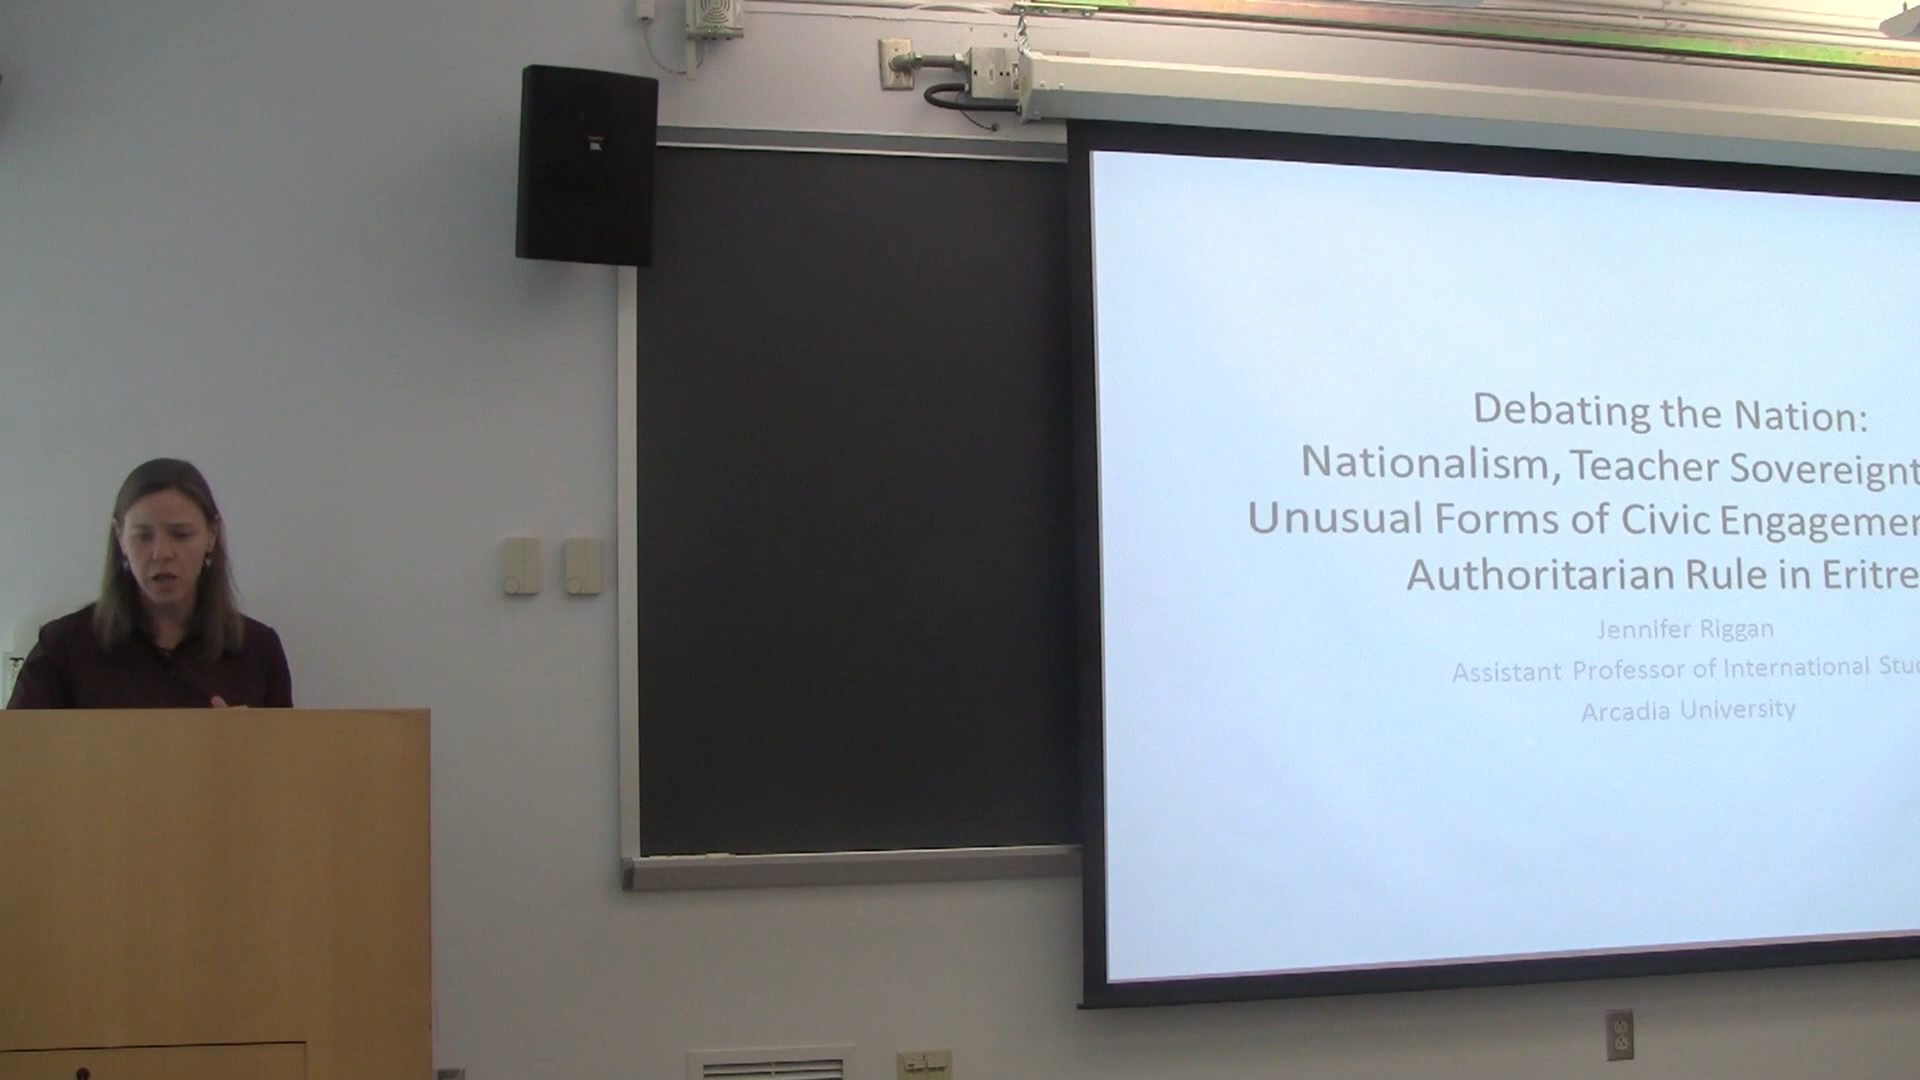 Debating the Nation:
Nationalism, Teacher Sovereignt
Unusual Forms of Civic Engagemen
Authoritarian Rule in Eritre
Jennifer Riggan
Assistant Professor of International Stu
Arcadia University